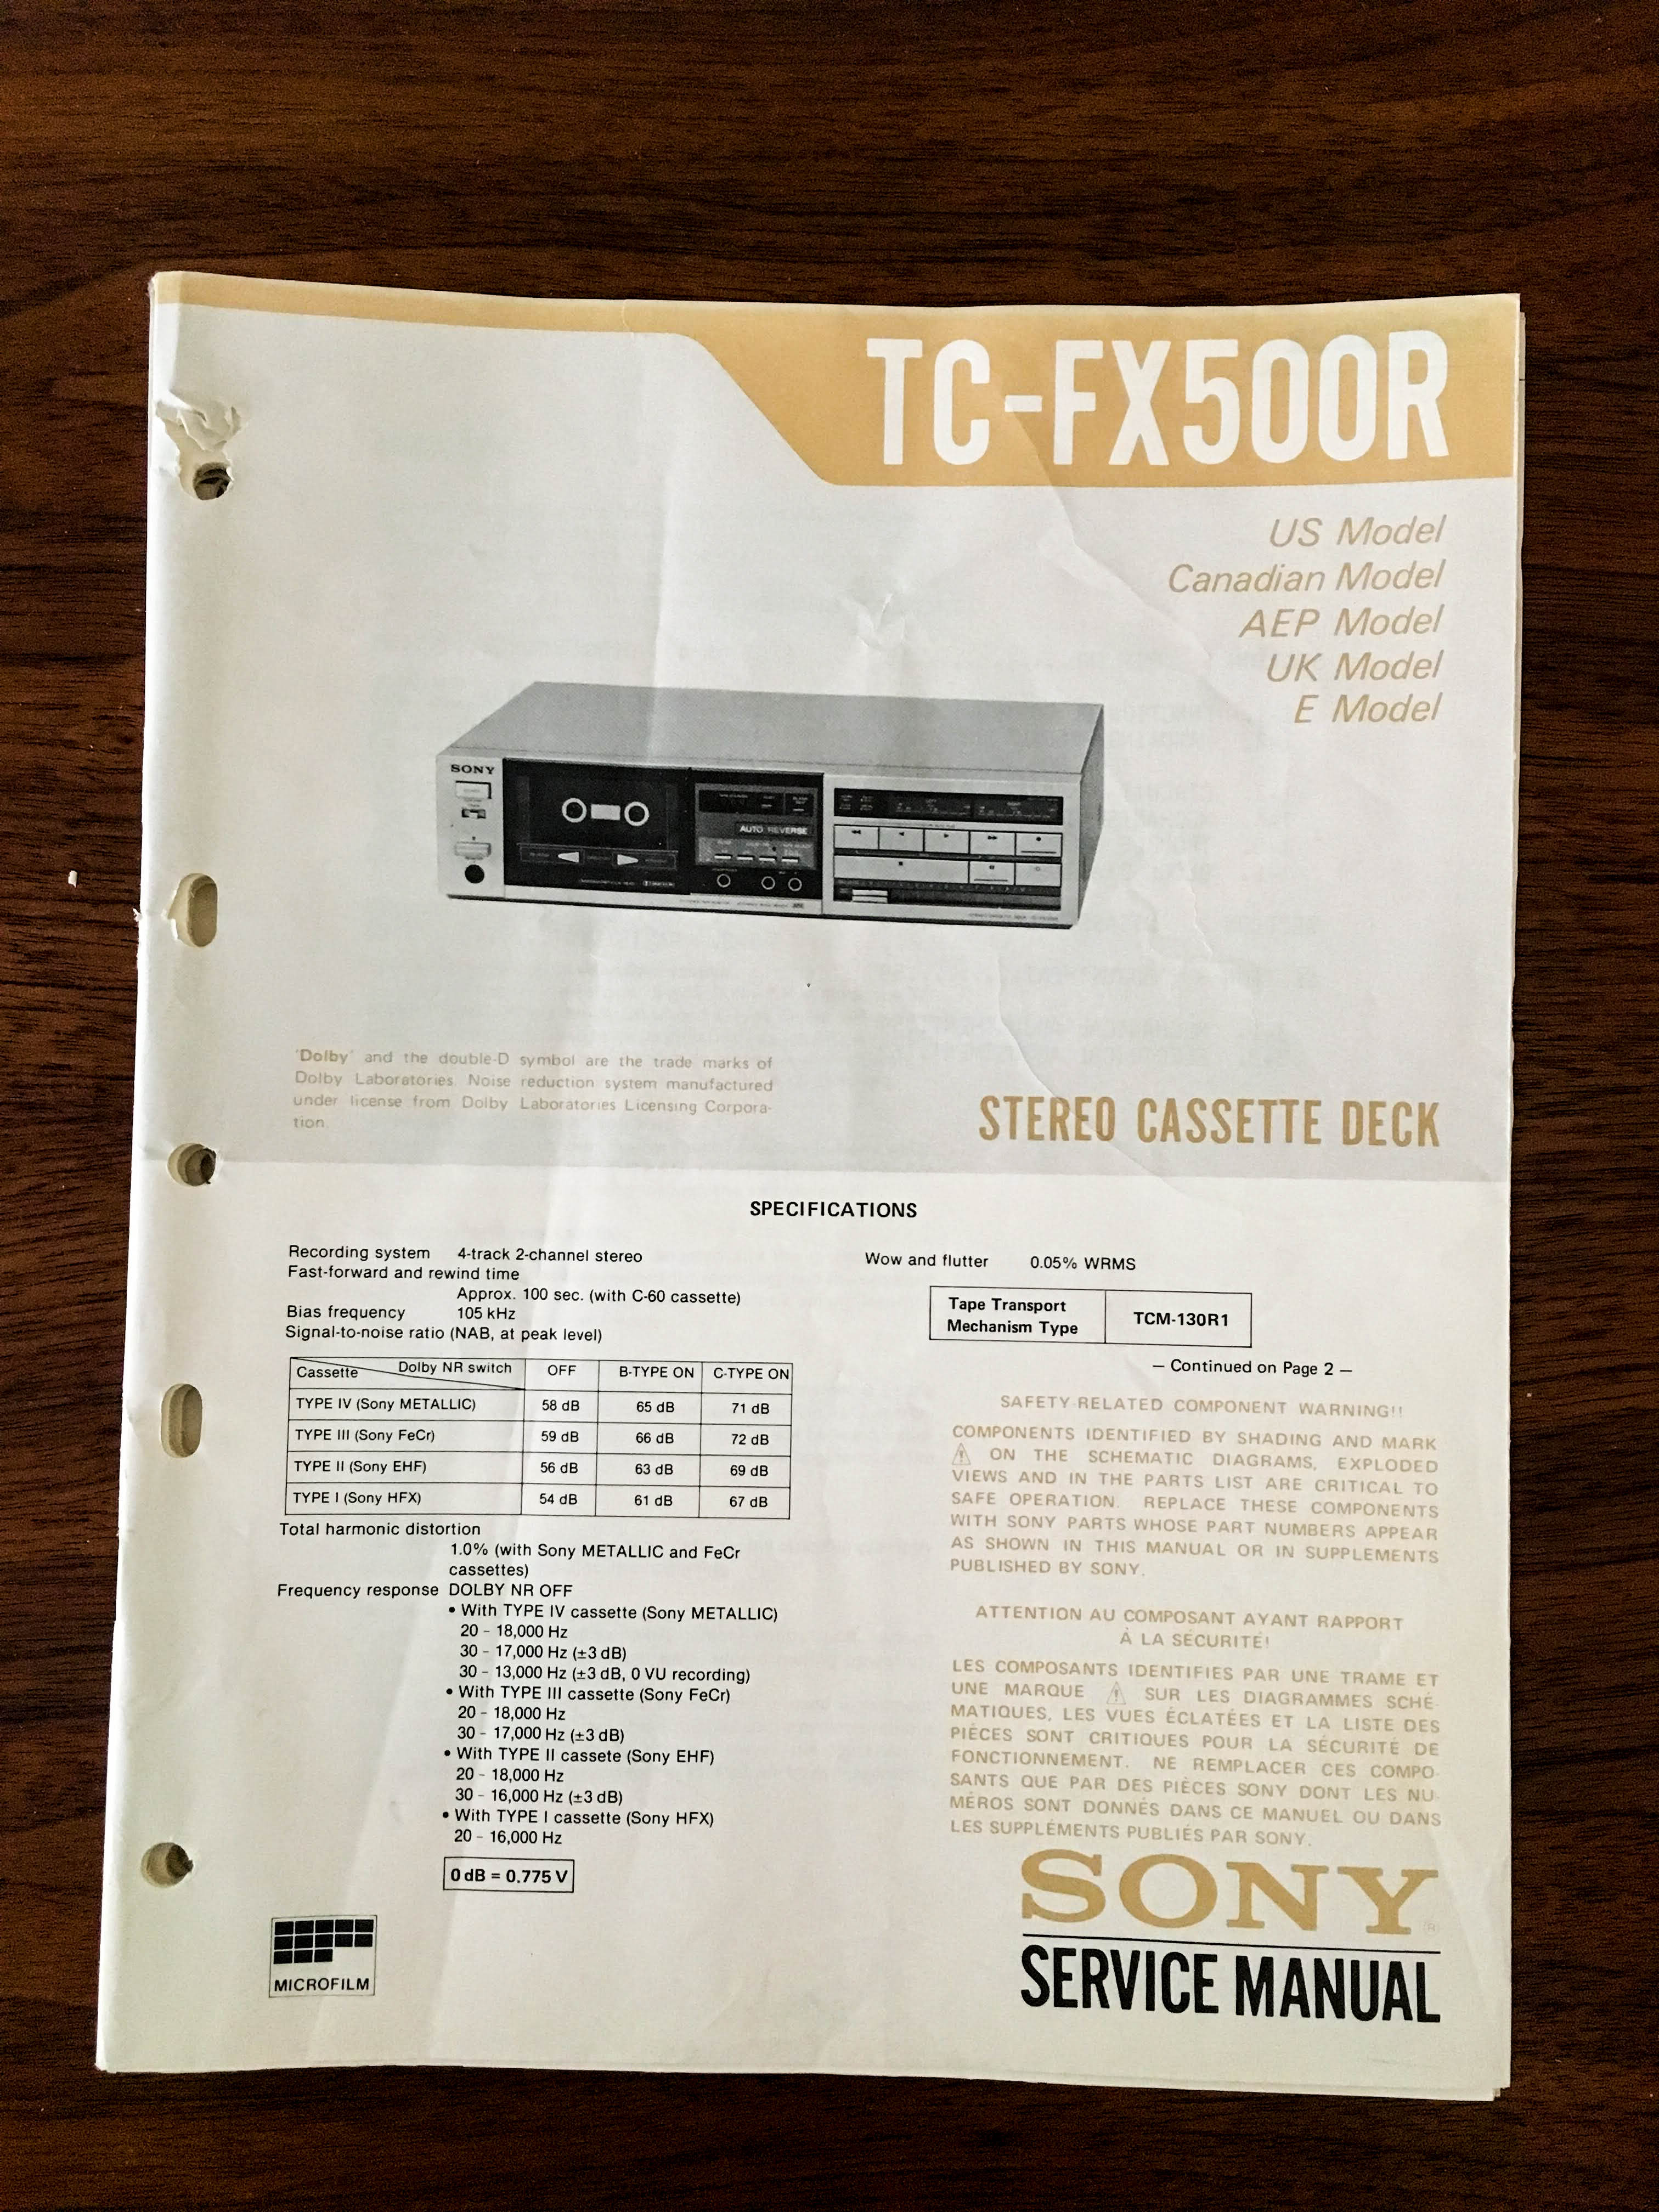 TC-FX500R
US Model
Canadian Model
AEP Model
UK Model
E Model
SONY
AUTO REVERSE
'Dolby' and the double-D symbol are the trade marks of
Dolby Laboratories. Noise reduction system manufactured
under license from Dolby Laboratories Licensing Corpora-
tion.
STEREO CASSETTE DECK
SPECIFICATIONS
Recording system 4-track 2-channel stereo
Fast-forward and rewind time
Approx. 100 sec. (with C-60 cassette)
Bias frequency 105 kHz
Signal-to-noise ratio (NAB, at peak level)
Cassette Dolby NR switch OFF B-TYPE ON C-TYPE ON
TYPE IV (Sony METALLIC) 58 dB 65 dB 71 dB
TYPE III (Sony FeCr) 59 dB 66 dB 72 dB
TYPE II (Sony EHF) 56 dB 63 dB 69 dB
TYPE I (Sony HFX) 54 dB 61 dB 67 dB
Total harmonic distortion
1.0% (with Sony METALLIC and FeCr
cassettes)
Frequency response DOLBY NR OFF
• With TYPE IV cassette (Sony METALLIC)
20 – 18,000 Hz
30 – 17,000 Hz (±3 dB)
30 – 13,000 Hz (±3 dB, 0 VU recording)
• With TYPE III cassette (Sony FeCr)
20 – 18,000 Hz
30 – 17,000 Hz (±3 dB)
• With TYPE II cassete (Sony EHF)
20 – 18,000 Hz
30 – 16,000 Hz (±3 dB)
• With TYPE I cassette (Sony HFX)
20 – 16,000 Hz
0 dB = 0.775 V
MICROFILM
Wow and flutter 0.05% WRMS
Tape Transport
Mechanism Type
TCM-130R1
— Continued on Page 2 —
SAFETY-RELATED COMPONENT WARNING!!
COMPONENTS IDENTIFIED BY SHADING AND MARK
⚠ ON THE SCHEMATIC DIAGRAMS, EXPLODED
VIEWS AND IN THE PARTS LIST ARE CRITICAL TO
SAFE OPERATION. REPLACE THESE COMPONENTS
WITH SONY PARTS WHOSE PART NUMBERS APPEAR
AS SHOWN IN THIS MANUAL OR IN SUPPLEMENTS
PUBLISHED BY SONY.
ATTENTION AU COMPOSANT AYANT RAPPORT
À LA SÉCURITÉ!
LES COMPOSANTS IDENTIFIÉS PAR UNE TRAME ET
UNE MARQUE ⚠ SUR LES DIAGRAMMES SCHÉ-
MATIQUES, LES VUES ÉCLATÉES ET LA LISTE DES
PIÈCES SONT CRITIQUES POUR LA SÉCURITÉ DE
FONCTIONNEMENT. NE REMPLACER CES COMPO-
SANTS QUE PAR DES PIÈCES SONY DONT LES NU-
MÉROS SONT DONNÉS DANS CE MANUEL OU DANS
LES SUPPLÉMENTS PUBLIÉS PAR SONY.
SONY®
SERVICE MANUAL